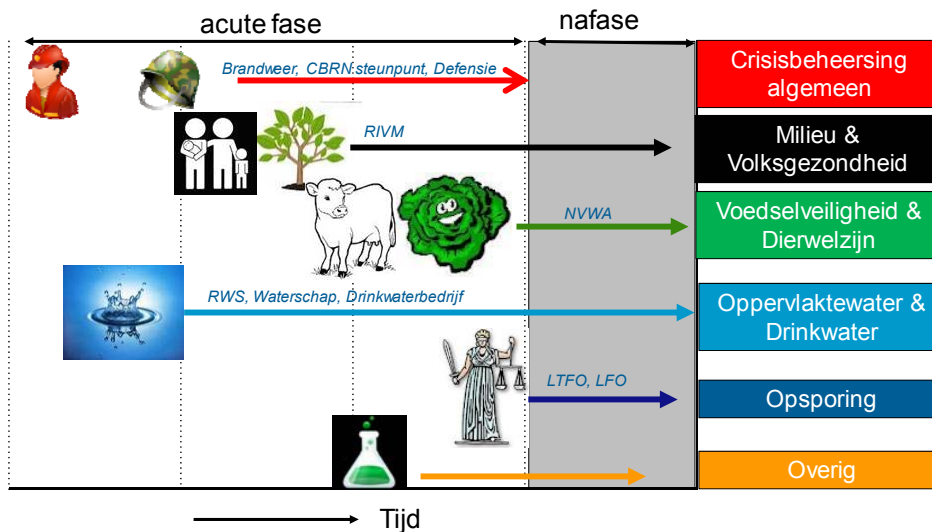 acute fase
nafase
Brandweer, CBRN steunpunt, Defensie
Crisisbeheersing
algemeen
RIVM
Milieu &
Volksgezondheid
NVWA
Voedselveiligheid &
Dierwelzijn
RWS, Waterschap, Drinkwaterbedrijf
Oppervlaktewater &
Drinkwater
LTFO, LFO
Opsporing
Overig
Tijd